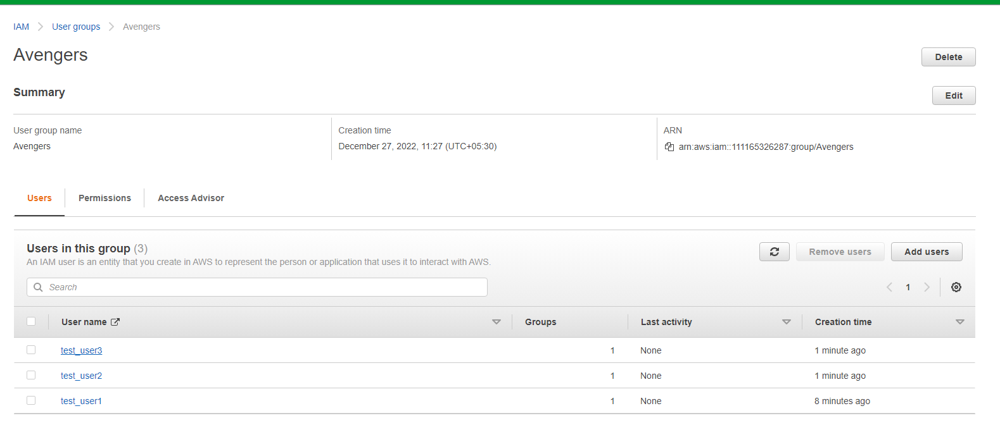 IAM > User groups > Avengers
Avengers
Delete
Summary
Edit
User group name
Avengers
Creation time
December 27, 2022, 11:27 (UTC+05:30)
ARN
arn:aws:iam::111165326287:group/Avengers
Users
Permissions
Access Advisor
Users in this group (3)
An IAM user is an entity that you create in AWS to represent the person or application that uses it to interact with AWS.
Remove users
Add users
Search
1
User name
Groups
Last activity
Creation time
test_user3 1 None 1 minute ago
test_user2 1 None 1 minute ago
test_user1 1 None 8 minutes ago